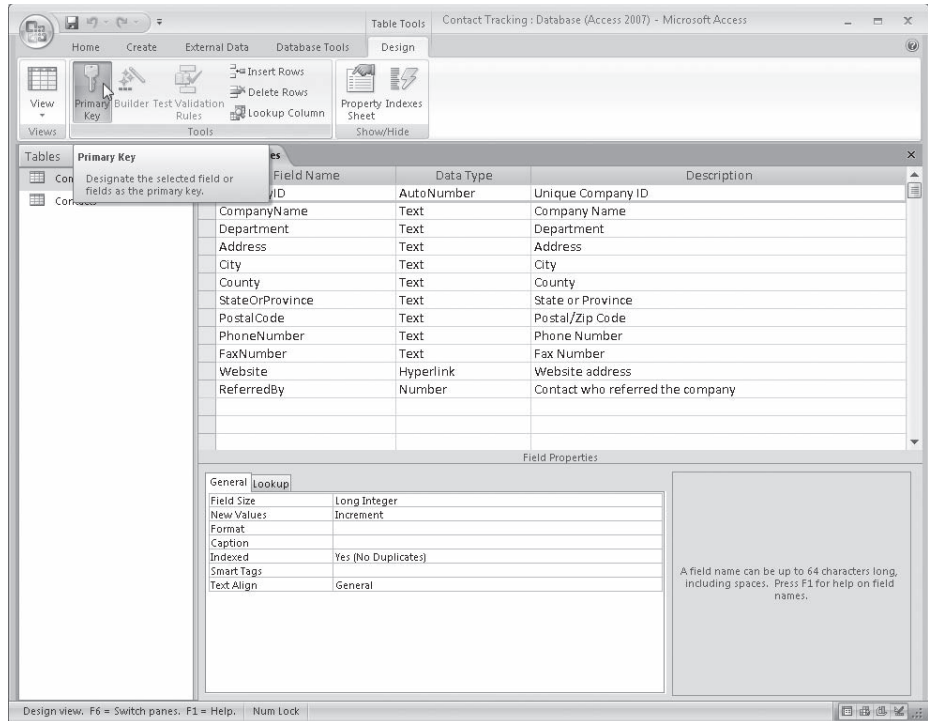 Table Tools
Contact Tracking : Database (Access 2007) - Microsoft Access
Home Create External Data Database Tools Design
View
Primary Key
Builder
Test Validation Rules
Insert Rows
Delete Rows
Lookup Column
Property Sheet
Indexes
Views Tools Show/Hide
Tables
Primary Key
Designate the selected field or
fields as the primary key.
Field Name Data Type Description
AutoNumber Unique Company ID
CompanyName Text Company Name
Department Text Department
Address Text Address
City Text City
County Text County
StateOrProvince Text State or Province
PostalCode Text Postal/Zip Code
PhoneNumber Text Phone Number
FaxNumber Text Fax Number
Website Hyperlink Website address
ReferredBy Number Contact who referred the company
Field Properties
General Lookup
Field Size Long Integer
New Values Increment
Format
Caption
Indexed Yes (No Duplicates)
Smart Tags
Text Align General
A field name can be up to 64 characters long,
including spaces. Press F1 for help on field
names.
Design view. F6 = Switch panes. F1 = Help. Num Lock